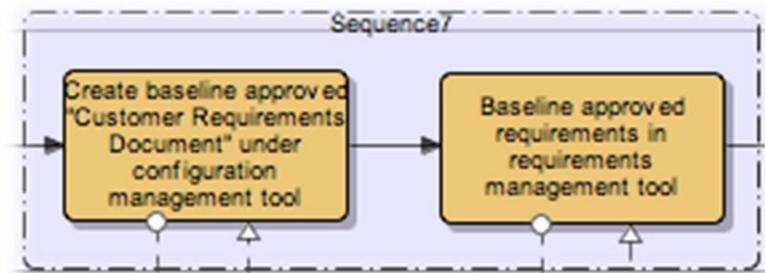 Sequence7
Create baseline approved
"Customer Requirements
Document" under
configuration
management tool
Baseline approved
requirements in
requirements
management tool